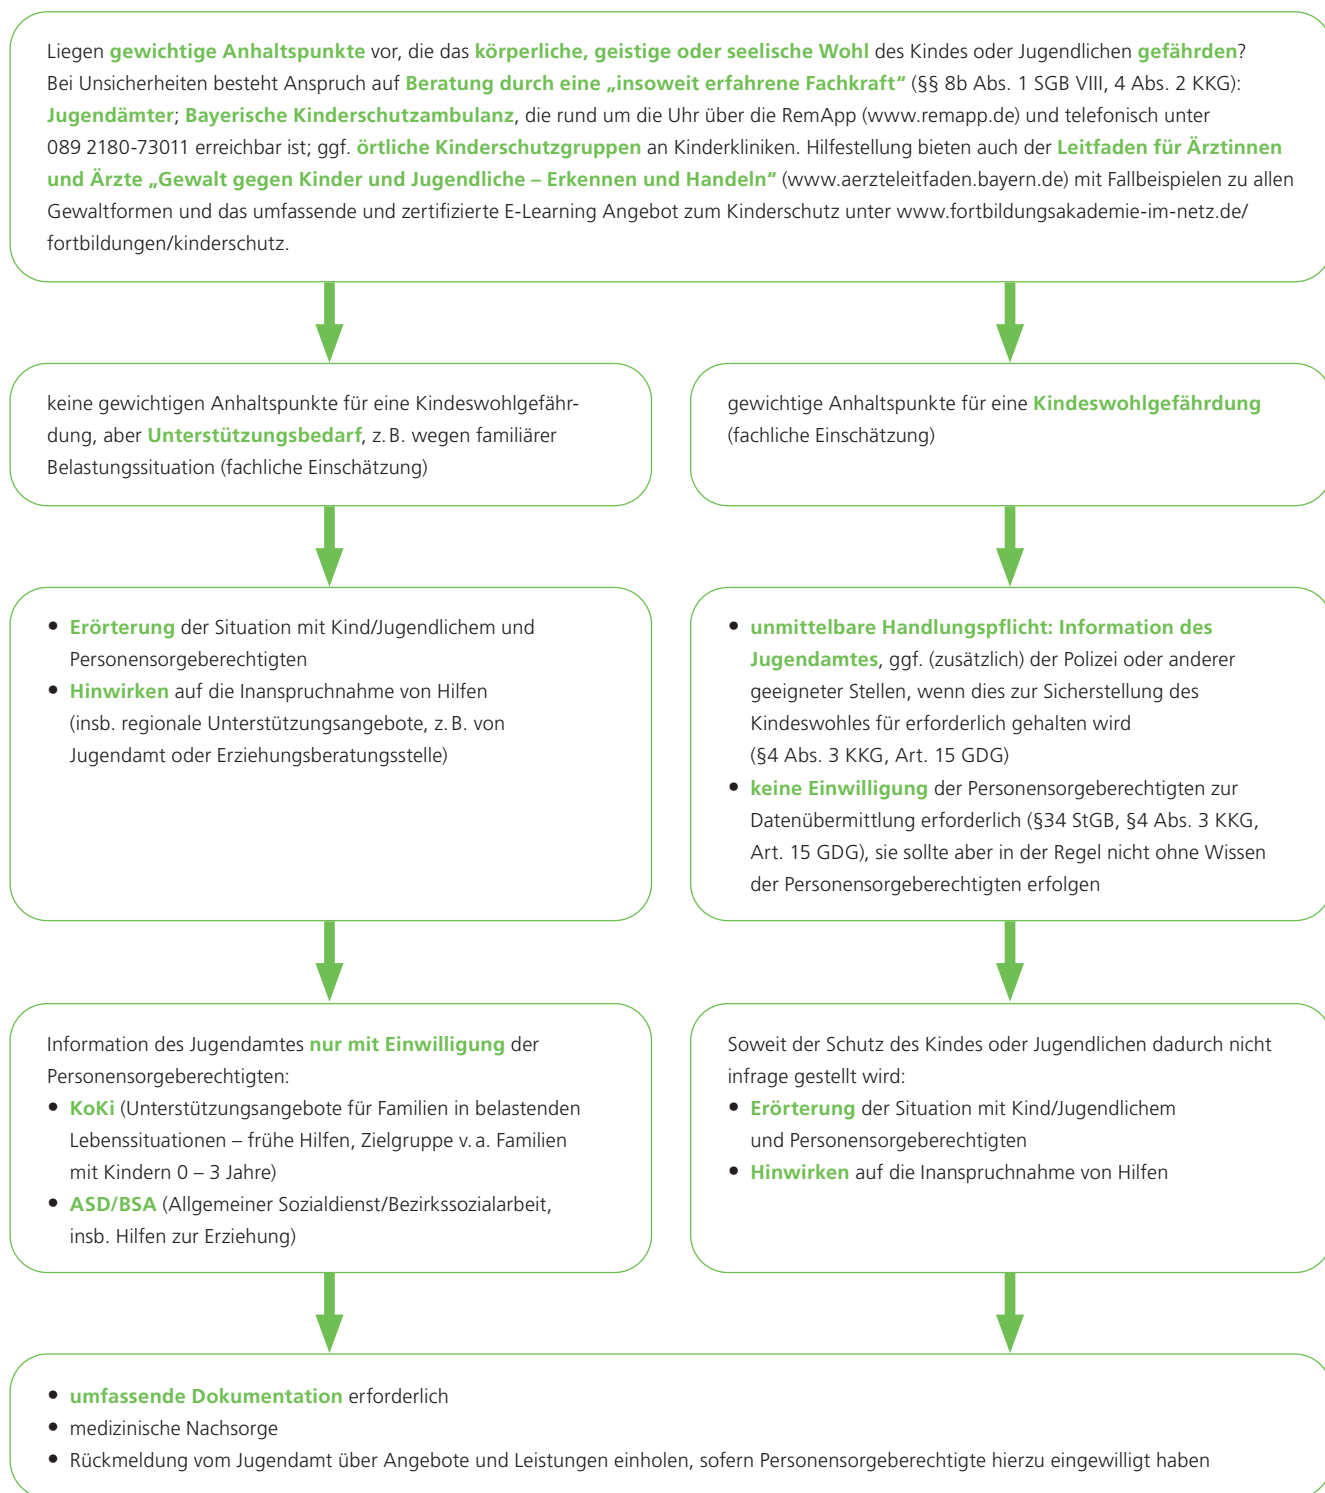 Liegen gewichtige Anhaltspunkte vor, die das körperliche, geistige oder seelische Wohl des Kindes oder Jugendlichen gefährden?
Bei Unsicherheiten besteht Anspruch auf Beratung durch eine „insoweit erfahrene Fachkraft“ (§§ 8b Abs. 1 SGB VIII, 4 Abs. 2 KKG):
Jugendämter; Bayerische Kinderschutzambulanz, die rund um die Uhr über die RemApp (www.remapp.de) und telefonisch unter
089 2180-73011 erreichbar ist; ggf. örtliche Kinderschutzgruppen an Kinderkliniken. Hilfestellung bieten auch der Leitfaden für Ärztinnen
und Ärzte „Gewalt gegen Kinder und Jugendliche – Erkennen und Handeln“ (www.aerzteleitfaden.bayern.de) mit Fallbeispielen zu allen
Gewaltformen und das umfassende und zertifizierte E-Learning Angebot zum Kinderschutz unter www.fortbildungsakademie-im-netz.de/
fortbildungen/kinderschutz.
keine gewichtigen Anhaltspunkte für eine Kindeswohlgefähr-
dung, aber Unterstützungsbedarf, z. B. wegen familiärer
Belastungssituation (fachliche Einschätzung)
gewichtige Anhaltspunkte für eine Kindeswohlgefährdung
(fachliche Einschätzung)
• Erörterung der Situation mit Kind/Jugendlichem und
Personensorgeberechtigten
• Hinwirken auf die Inanspruchnahme von Hilfen
(insb. regionale Unterstützungsangebote, z. B. von
Jugendamt oder Erziehungsberatungsstelle)
• unmittelbare Handlungspflicht: Information des
Jugendamtes, ggf. (zusätzlich) der Polizei oder anderer
geeigneter Stellen, wenn dies zur Sicherstellung des
Kindeswohles für erforderlich gehalten wird
(§4 Abs. 3 KKG, Art. 15 GDG)
• keine Einwilligung der Personensorgeberechtigten zur
Datenübermittlung erforderlich (§34 StGB, §4 Abs. 3 KKG,
Art. 15 GDG), sie sollte aber in der Regel nicht ohne Wissen
der Personensorgeberechtigten erfolgen
Information des Jugendamtes nur mit Einwilligung der
Personensorgeberechtigten:
• KoKi (Unterstützungsangebote für Familien in belastenden
Lebenssituationen – frühe Hilfen, Zielgruppe v. a. Familien
mit Kindern 0 – 3 Jahre)
• ASD/BSA (Allgemeiner Sozialdienst/Bezirkssozialarbeit,
insb. Hilfen zur Erziehung)
Soweit der Schutz des Kindes oder Jugendlichen dadurch nicht
infrage gestellt wird:
• Erörterung der Situation mit Kind/Jugendlichem
und Personensorgeberechtigten
• Hinwirken auf die Inanspruchnahme von Hilfen
• umfassende Dokumentation erforderlich
• medizinische Nachsorge
• Rückmeldung vom Jugendamt über Angebote und Leistungen einholen, sofern Personensorgeberechtigte hierzu eingewilligt haben